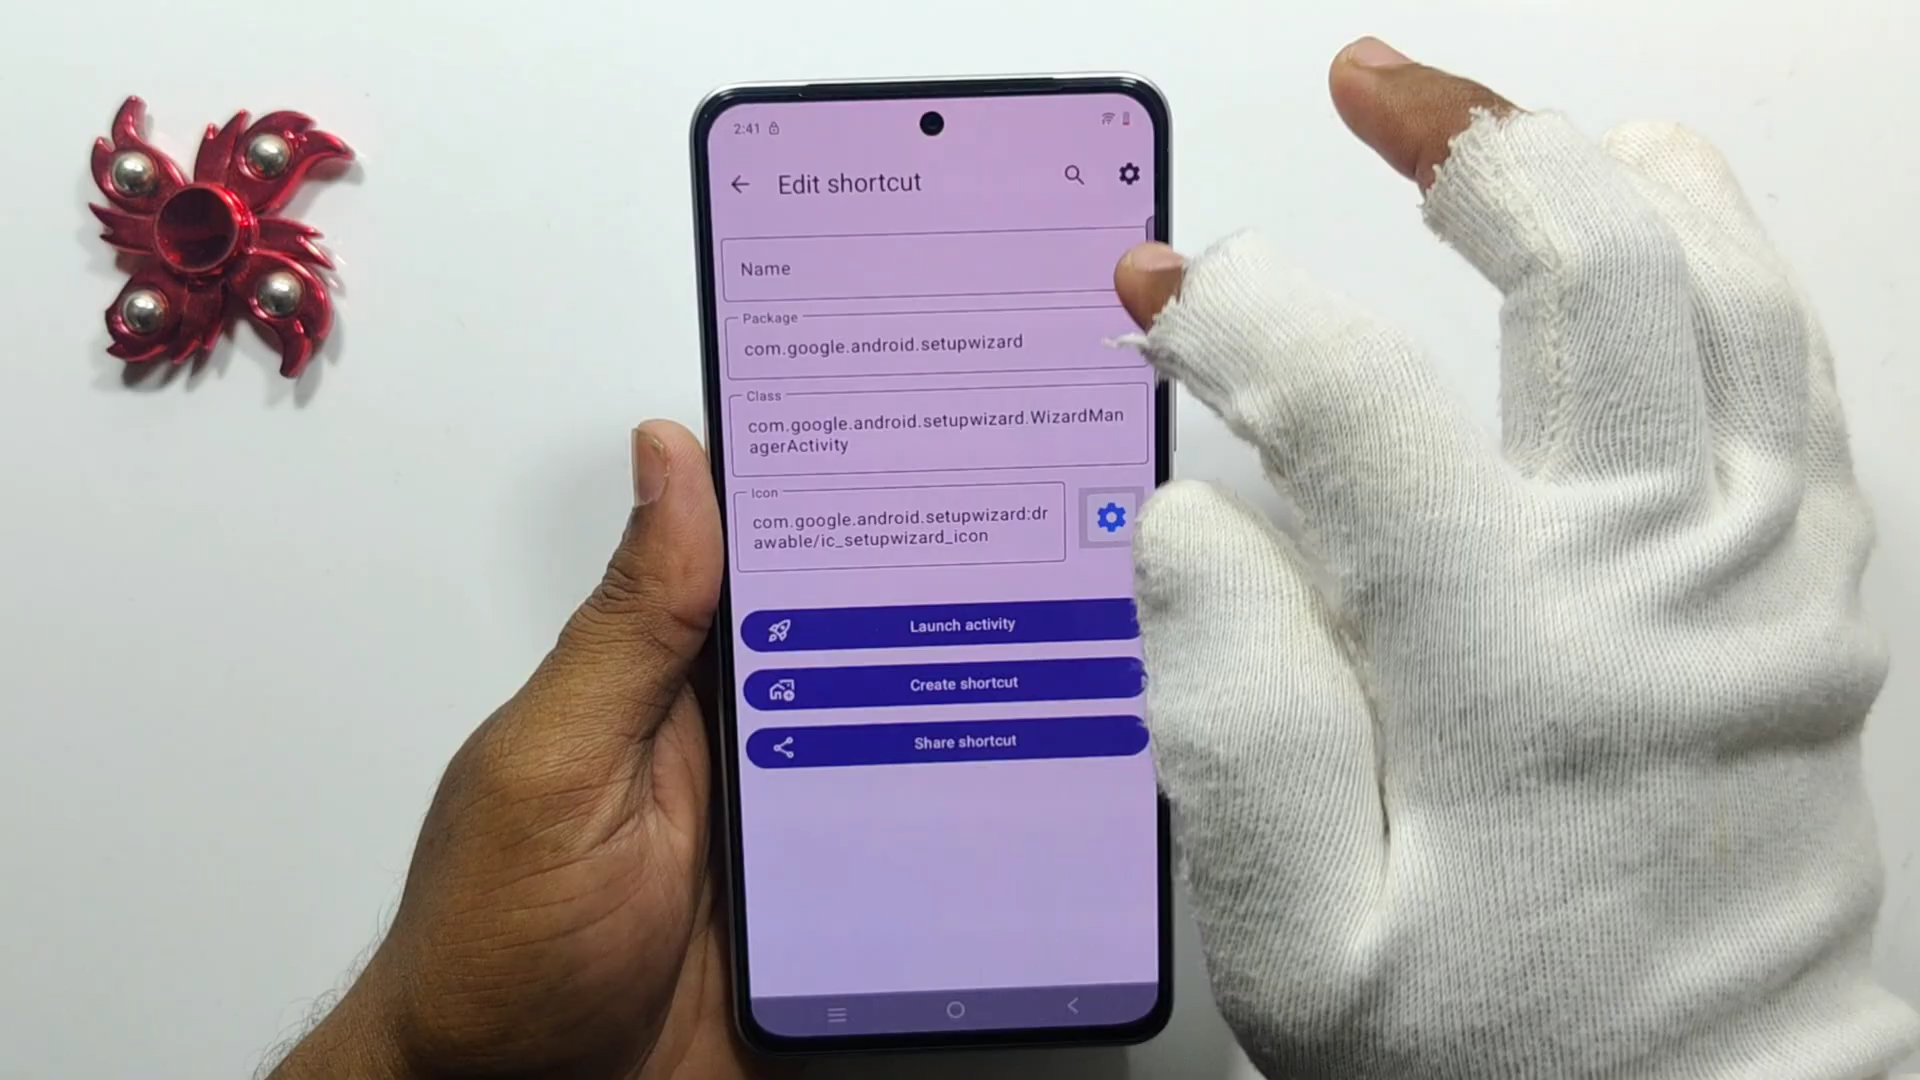 2:41
Edit shortcut
Name
Package
com.google.android.setupwizard
Class
com.google.android.setupwizard.WizardMan
agerActivity
Icon
com.google.android.setupwizard:dr
awable/ic_setupwizard_icon
Launch activity
Create shortcut
Share shortcut